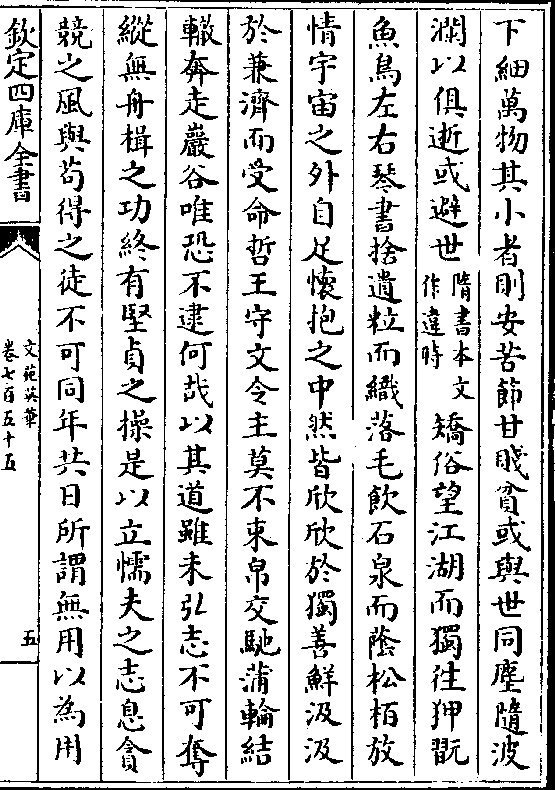 下細萬物其小者則安苦節甘賤貧或與世同塵隨波
瀾以俱逝或避世隋書本文作違時矯俗望江湖而獨往狎翫
魚鳥左右琴書捨遺粒而織落毛飲石泉而蔭松栢放
情宇宙之外自足懷抱之中然皆欣欣於獨善鮮汲汲
於兼濟而受命哲王守文令主莫不束帛交馳蒲輪結
轍奔走巖谷唯恐不逮何哉以其道雖未弘志不可奪
縱無舟楫之功終有堅貞之操是以立懦夫之志息貪
競之風與苟得之徒不可同年共日所謂無用以為用
欽定四庫全書
文苑英華
卷七百五十五
五